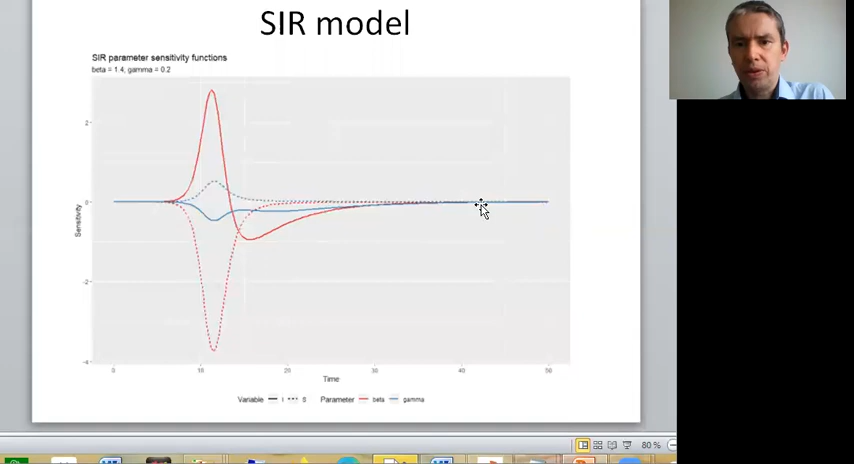 SIR model
SIR parameter sensitivity functions
beta = 1.4, gamma = 0.2
2
0
-2
-4
Sensitivity
0 10 20 30 40 50
Time
Variable I S Parameter beta gamma
80 %